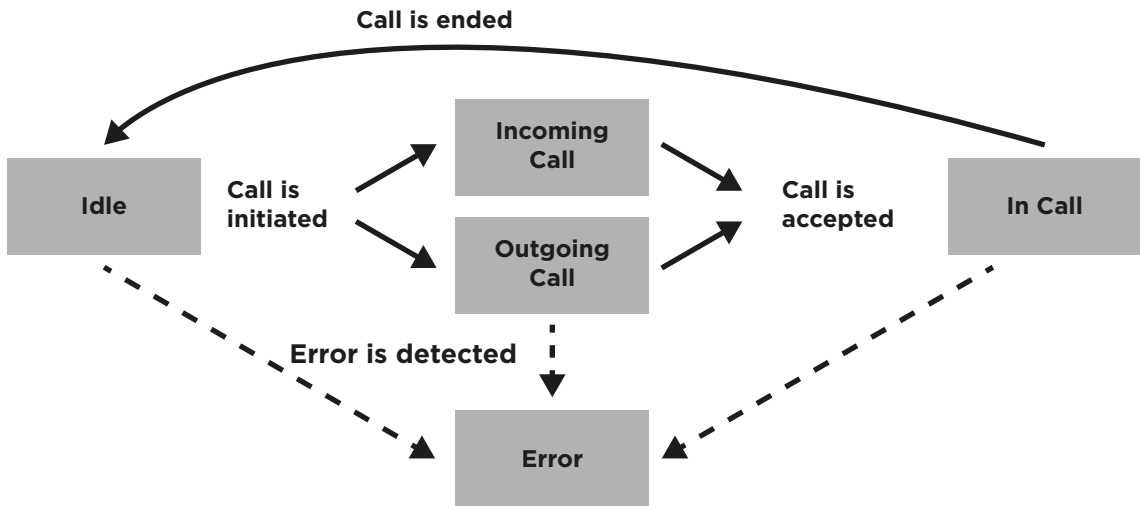 Call is ended
Incoming
Call
Idle
Call is
initiated
Call is
accepted
In Call
Outgoing
Call
Error is detected
Error